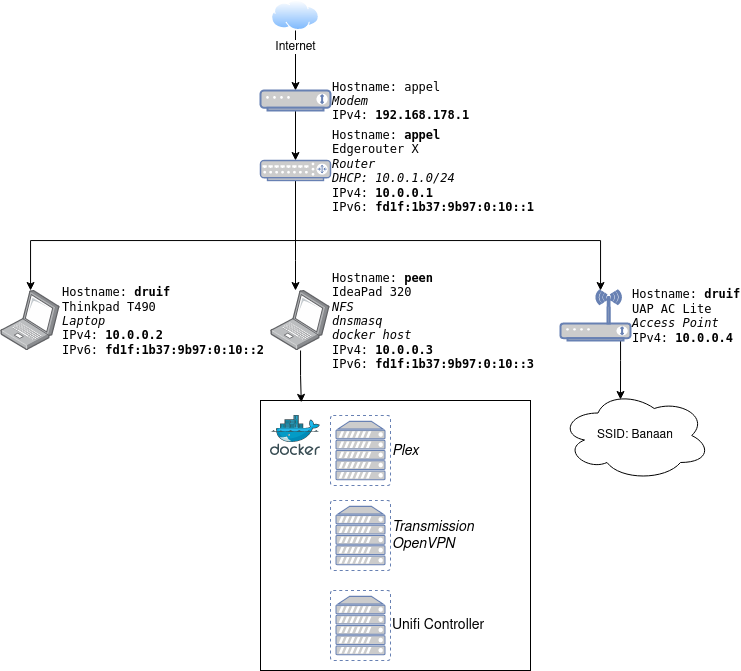 Internet
Hostname: appel
Modem
IPv4: 192.168.178.1
Hostname: appel
Edgerouter X
Router
DHCP: 10.0.1.0/24
IPv4: 10.0.0.1
IPv6: fd1f:1b37:9b97:0:10::1
Hostname: druif
Thinkpad T490
Laptop
IPv4: 10.0.0.2
IPv6: fd1f:1b37:9b97:0:10::2
Hostname: peen
IdeaPad 320
NFS
dnsmasq
docker host
IPv4: 10.0.0.3
IPv6: fd1f:1b37:9b97:0:10::3
Hostname: druif
UAP AC Lite
Access Point
IPv4: 10.0.0.4
SSID: Banaan
docker
Plex
Transmission
OpenVPN
Unifi Controller